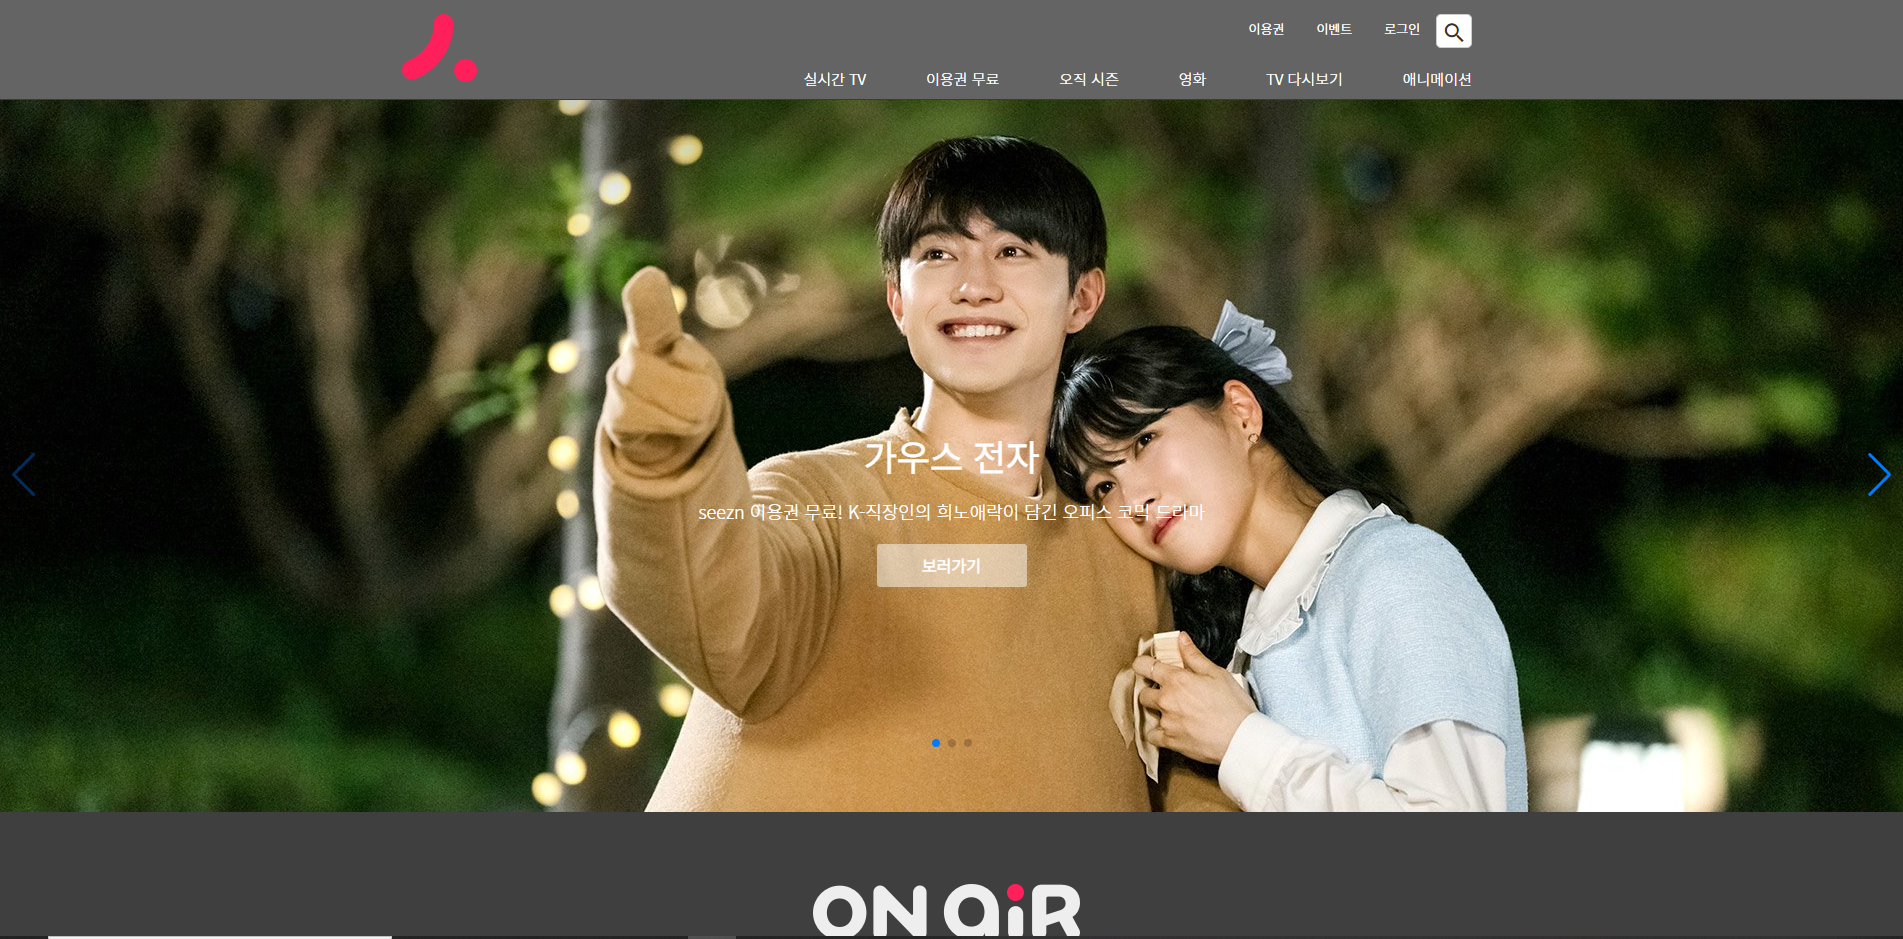 이용권 이벤트 로그인
실시간 TV 이용권 무료 오직 시즌 영화 TV 다시보기 애니메이션
가우스 전자
seezn 이용권 무료! K-직장인의 희노애락이 담긴 오피스 코믹 드라마
보러가기
ON aiR